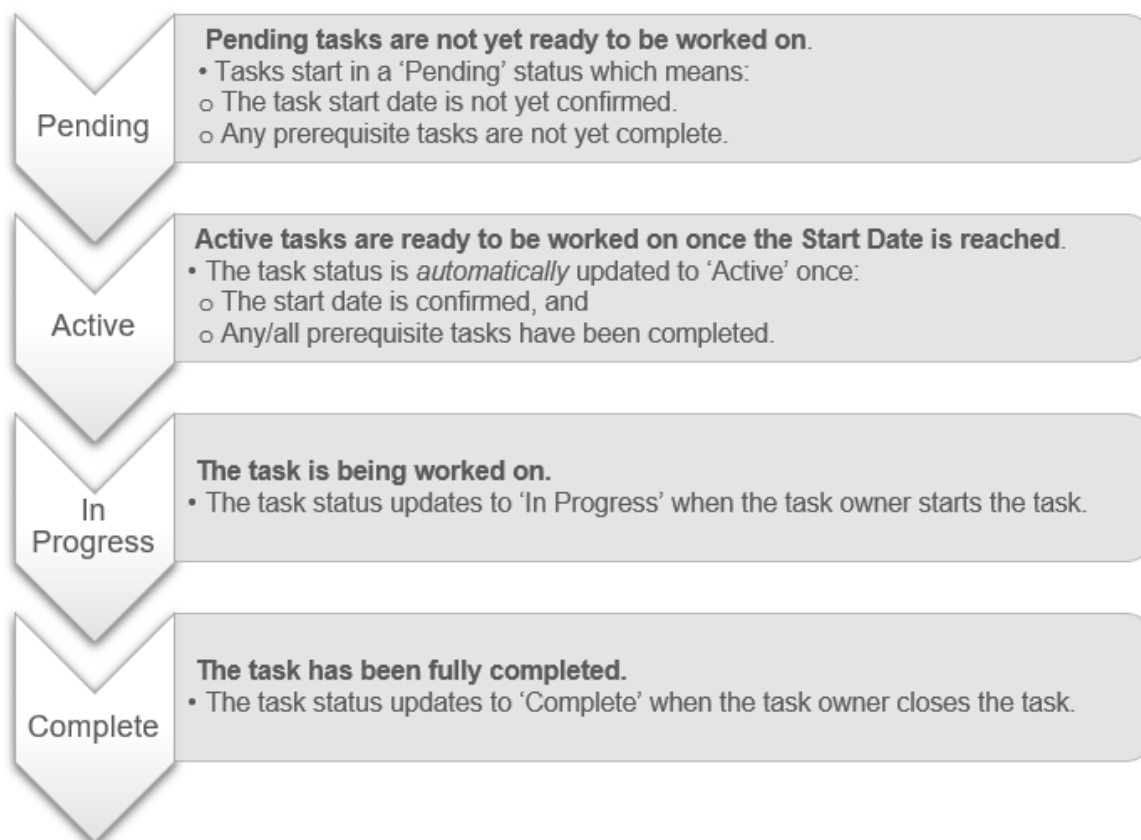 Pending
Pending tasks are not yet ready to be worked on.
• Tasks start in a ‘Pending’ status which means:
o The task start date is not yet confirmed.
o Any prerequisite tasks are not yet complete.
Active
Active tasks are ready to be worked on once the Start Date is reached.
• The task status is automatically updated to ‘Active’ once:
o The start date is confirmed, and
o Any/all prerequisite tasks have been completed.
In
Progress
The task is being worked on.
• The task status updates to ‘In Progress’ when the task owner starts the task.
Complete
The task has been fully completed.
• The task status updates to ‘Complete’ when the task owner closes the task.